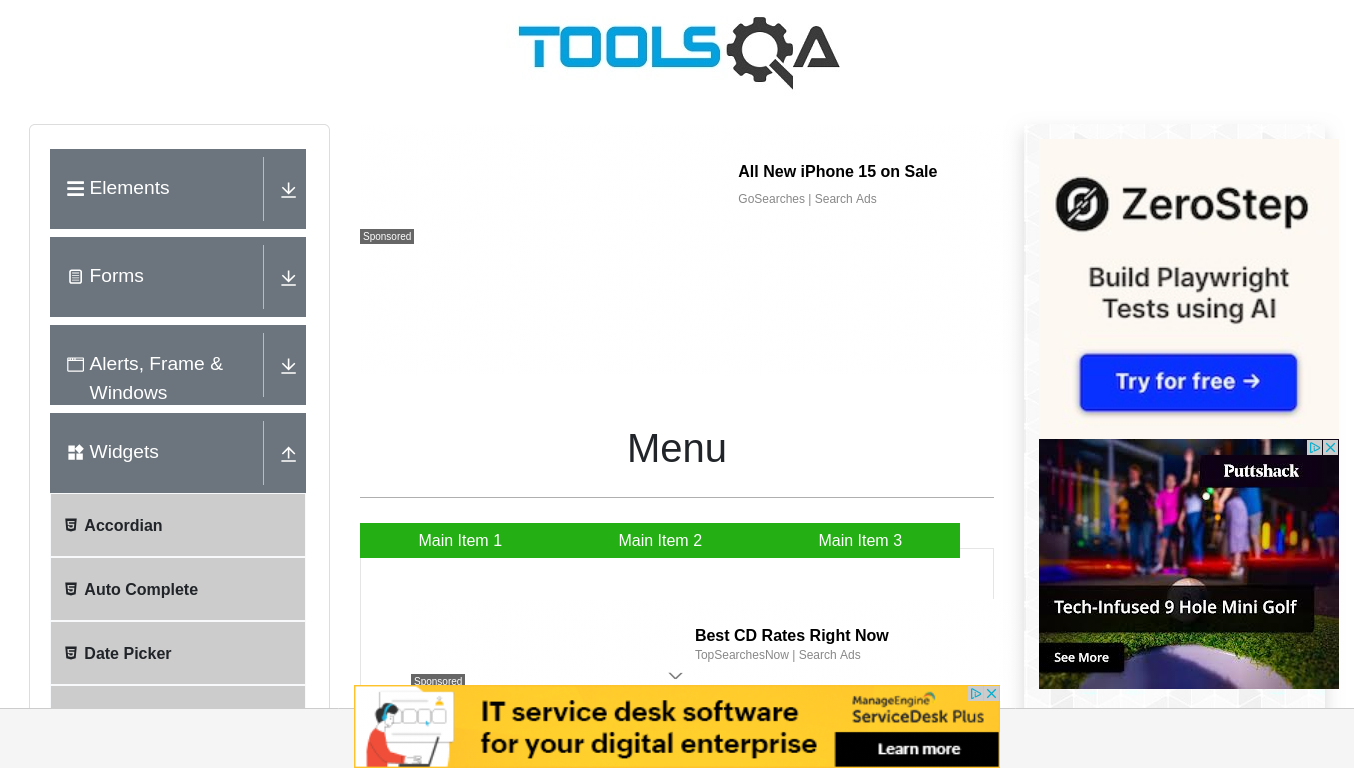 TOOLSQA
Elements
Forms
Alerts, Frame &
Windows
Widgets
Accordian
Auto Complete
Date Picker
All New iPhone 15 on Sale
GoSearches | Search Ads
Sponsored
Menu
Main Item 1
Main Item 2
Main Item 3
Best CD Rates Right Now
TopSearchesNow | Search Ads
Sponsored
ZeroStep
Build Playwright
Tests using AI
Try for free →
Puttshack
Tech-Infused 9 Hole Mini Golf
See More
IT service desk software
for your digital enterprise
ManageEngine
ServiceDesk Plus
Learn more